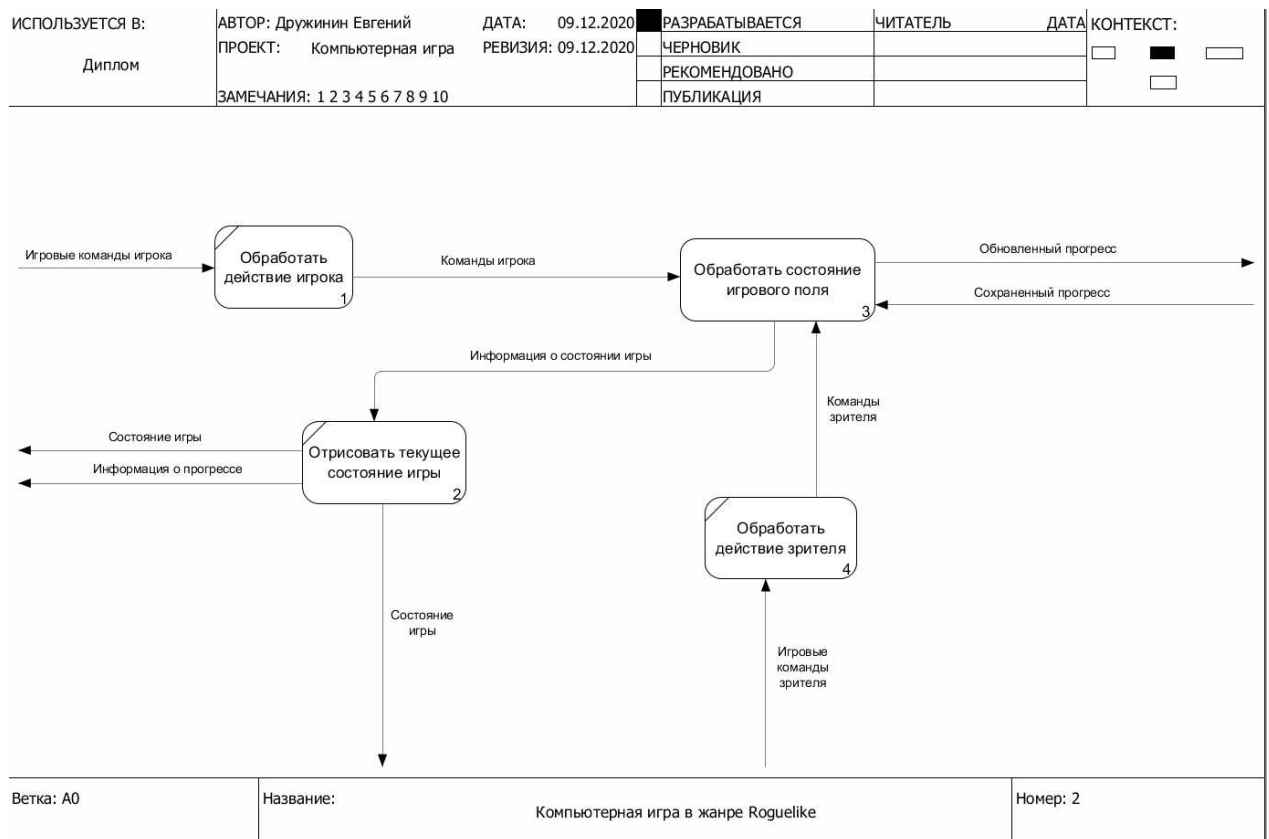 ИСПОЛЬЗУЕТСЯ В:
Диплом
АВТОР: Дружинин Евгений
ДАТА: 09.12.2020
ПРОЕКТ: Компьютерная игра
РЕВИЗИЯ: 09.12.2020
ЗАМЕЧАНИЯ: 1 2 3 4 5 6 7 8 9 10
РАЗРАБАТЫВАЕТСЯ
ЧЕРНОВИК
РЕКОМЕНДОВАНО
ПУБЛИКАЦИЯ
ЧИТАТЕЛЬ
ДАТА
КОНТЕКСТ:
Игровые команды игрока
Обработать
действие игрока
1
Команды игрока
Обработать состояние
игрового поля
3
Обновленный прогресс
Сохраненный прогресс
Информация о состоянии игры
Команды
зрителя
Состояние игры
Информация о прогрессе
Отрисовать текущее
состояние игры
2
Обработать
действие зрителя
4
Состояние
игры
Игровые
команды
зрителя
Ветка: A0
Название:
Компьютерная игра в жанре Roguelike
Номер: 2